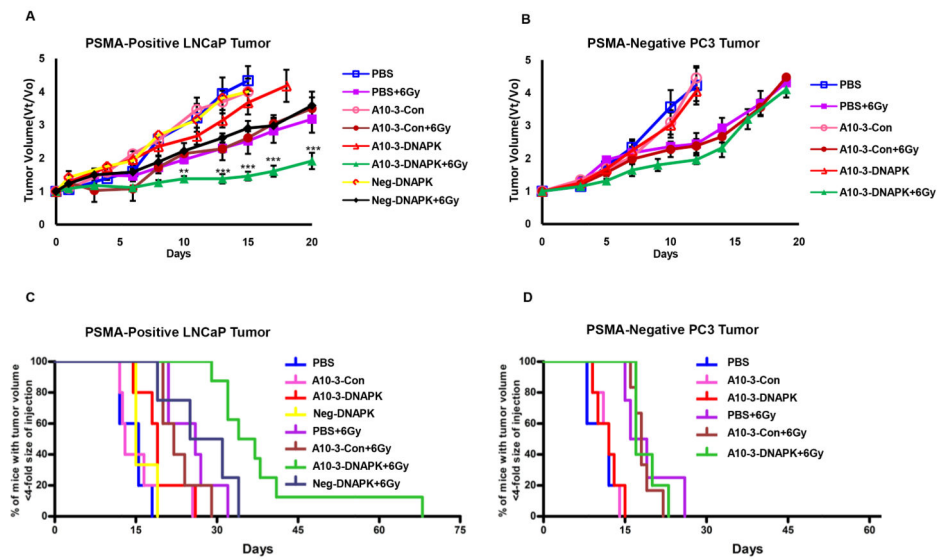 A
PSMA-Positive LNCaP Tumor
Tumor Volume(Vt/Vo)
5
4
3
2
1
0
0 5 10 15 20
Days
** *** *** *** ***
PBS
PBS+6Gy
A10-3-Con
A10-3-Con+6Gy
A10-3-DNAPK
A10-3-DNAPK+6Gy
Neg-DNAPK
Neg-DNAPK+6Gy
B
PSMA-Negative PC3 Tumor
Tumor Volume(Vt/Vo)
5
4
3
2
1
0
0 5 10 15 20
Days
PBS
PBS+6Gy
A10-3-Con
A10-3-Con+6Gy
A10-3-DNAPK
A10-3-DNAPK+6Gy
C
PSMA-Positive LNCaP Tumor
% of mice with tumor volume
<4-fold size of injection
100
80
60
40
20
0
0 15 30 45 60 75
Days
PBS
A10-3-Con
A10-3-DNAPK
Neg-DNAPK
PBS+6Gy
A10-3-Con+6Gy
A10-3-DNAPK+6Gy
Neg-DNAPK+6Gy
D
PSMA-Negative PC3 Tumor
% of mice with tumor volume
<4-fold size of injection
100
80
60
40
20
0
0 15 30 45 60
Days
PBS
A10-3-Con
A10-3-DNAPK
PBS+6Gy
A10-3-Con+6Gy
A10-3-DNAPK+6Gy